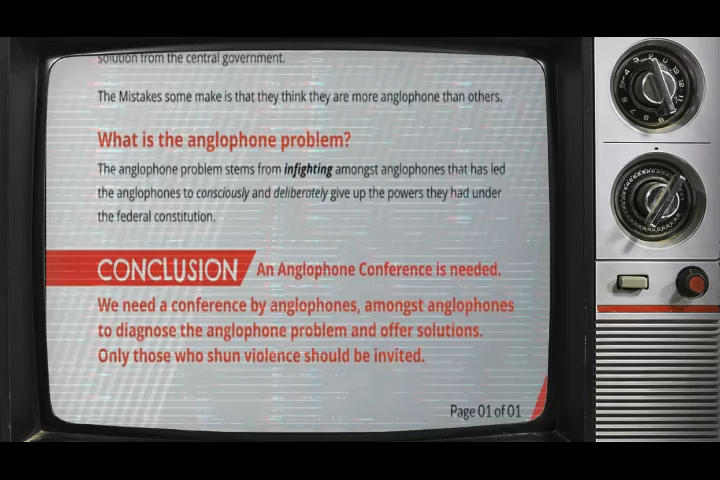 solution from the central government.
The Mistakes some make is that they think they are more anglophone than others.
What is the anglophone problem?
The anglophone problem stems from infighting amongst anglophones that has led
the anglophones to consciously and deliberately give up the powers they had under
the federal constitution.
CONCLUSION An Anglophone Conference is needed.
We need a conference by anglophones, amongst anglophones
to diagnose the anglophone problem and offer solutions.
Only those who shun violence should be invited.
Page 01 of 01